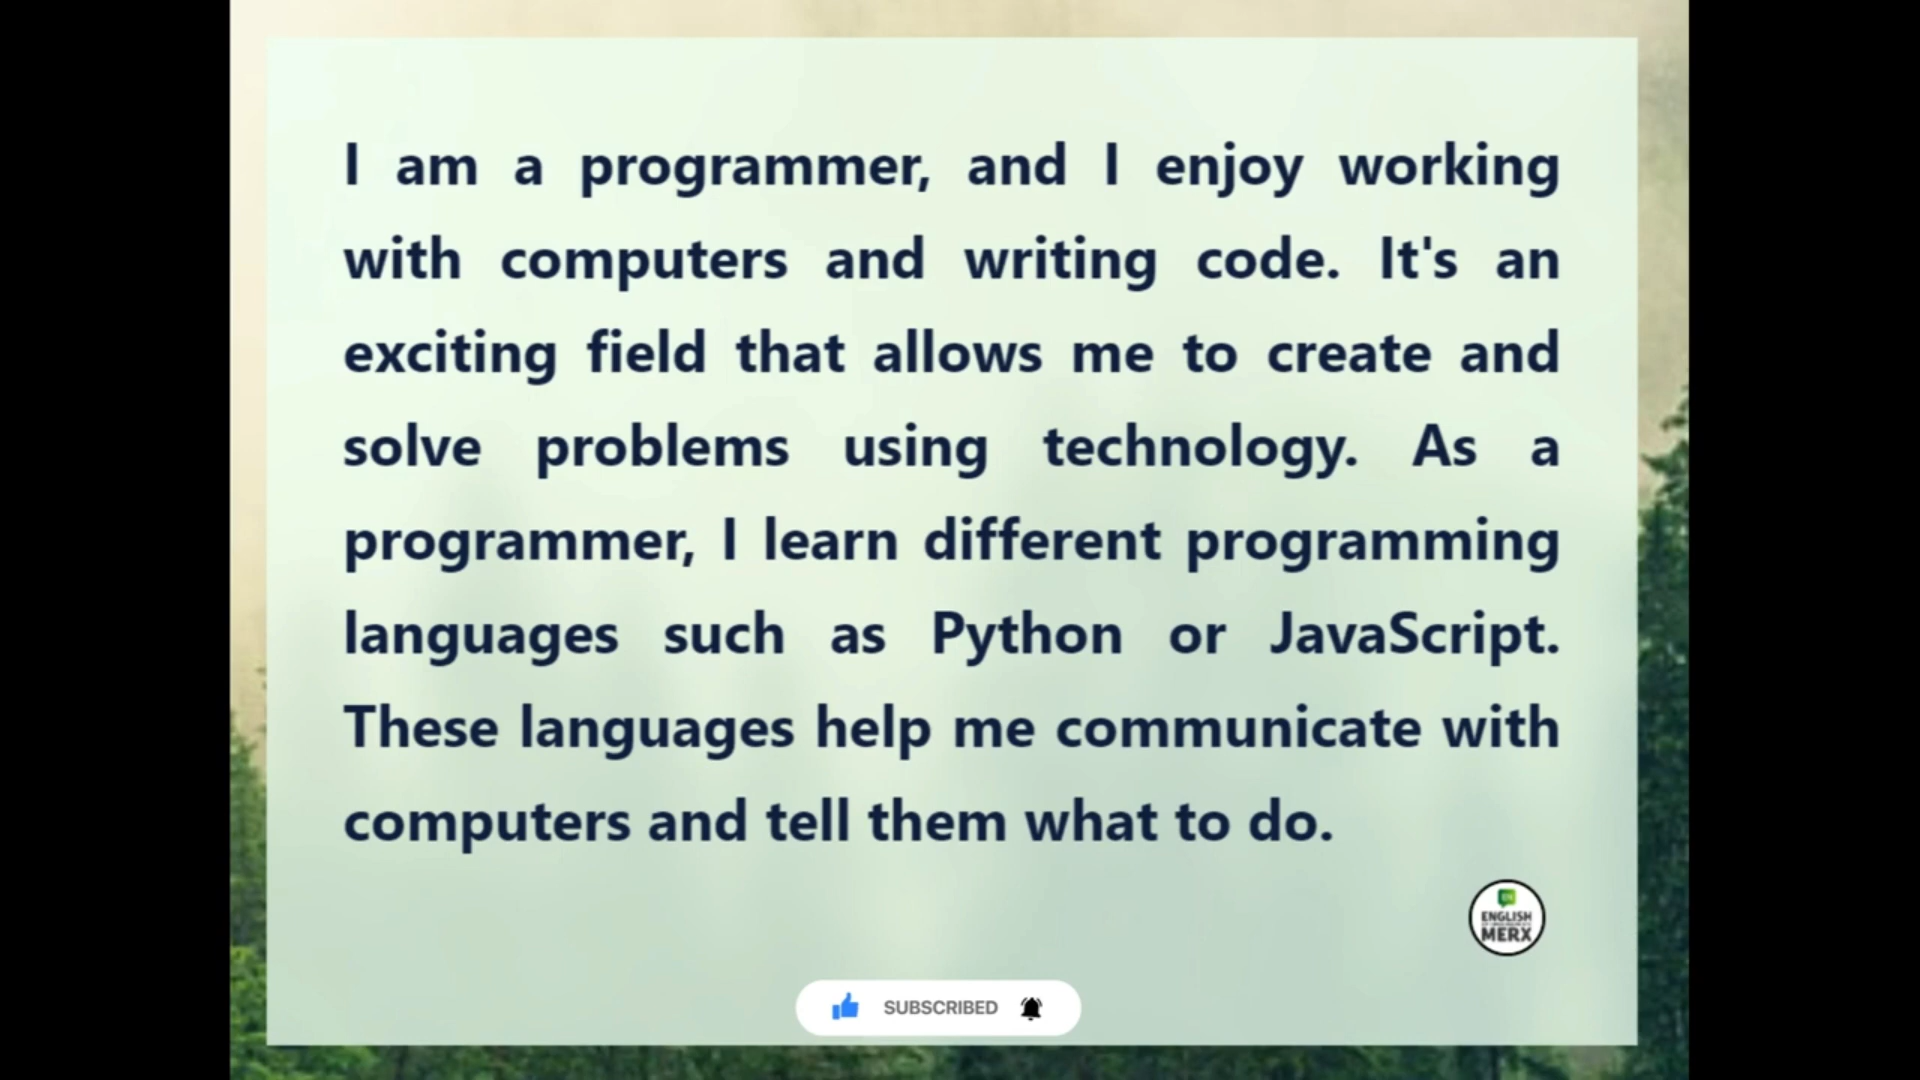 I am a programmer, and I enjoy working
with computers and writing code. It's an
exciting field that allows me to create and
solve problems using technology. As a
programmer, I learn different programming
languages such as Python or JavaScript.
These languages help me communicate with
computers and tell them what to do.
ENGLISH
MERX
SUBSCRIBED